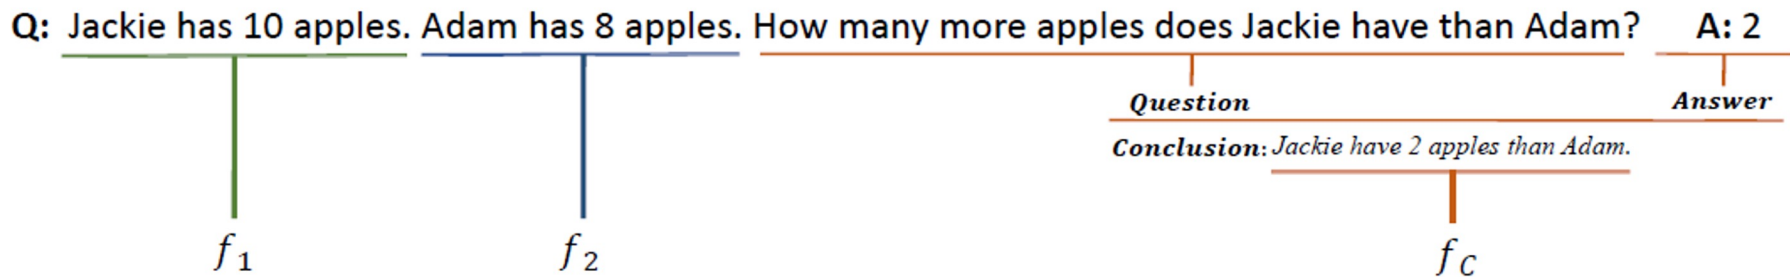 Q: Jackie has 10 apples. Adam has 8 apples. How many more apples does Jackie have than Adam? A: 2
Question Answer
Conclusion: Jackie have 2 apples than Adam.
f1 f2 fC